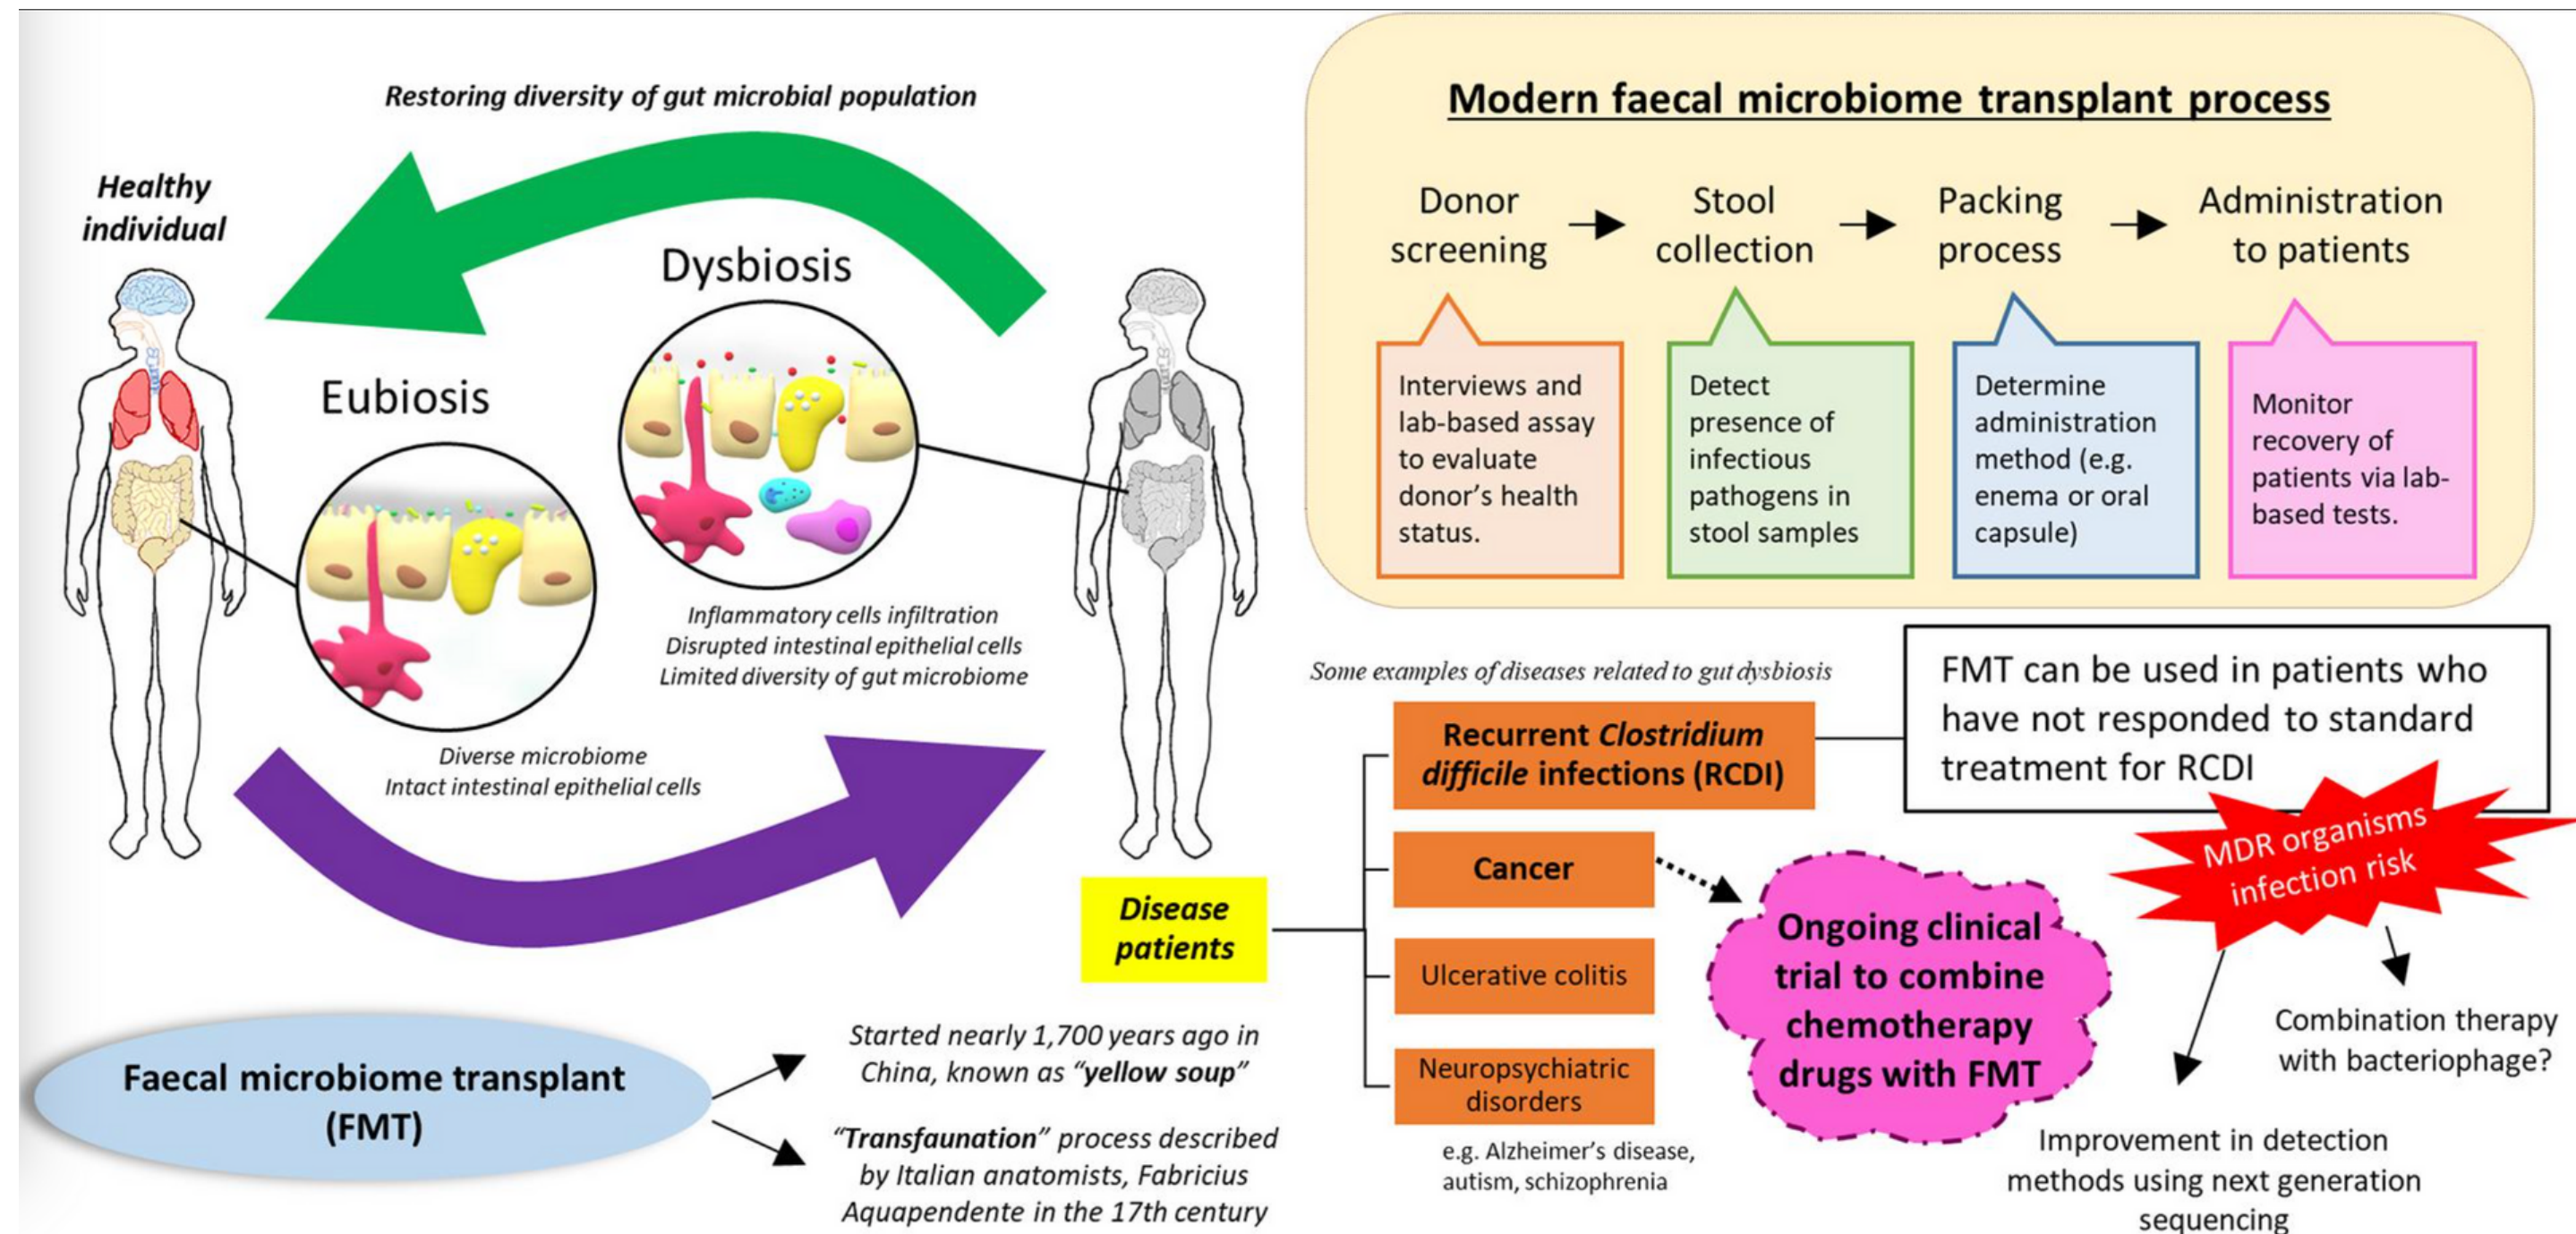 Restoring diversity of gut microbial population
Healthy
individual
Dysbiosis
Eubiosis
Inflammatory cells infiltration
Disrupted intestinal epithelial cells
Limited diversity of gut microbiome
Diverse microbiome
Intact intestinal epithelial cells
Disease
patients
Faecal microbiome transplant
(FMT)
Started nearly 1,700 years ago in
China, known as “yellow soup”
“Transfaunation” process described
by Italian anatomists, Fabricius
Aquapendente in the 17th century
Modern faecal microbiome transplant process
Donor
screening
Stool
collection
Packing
process
Administration
to patients
Interviews and
lab-based assay
to evaluate
donor’s health
status.
Detect
presence of
infectious
pathogens in
stool samples
Determine
administration
method (e.g.
enema or oral
capsule)
Monitor
recovery of
patients via lab-
based tests.
Some examples of diseases related to gut dysbiosis
Recurrent Clostridium
difficile infections (RCDI)
Cancer
Ulcerative colitis
Neuropsychiatric
disorders
e.g. Alzheimer’s disease,
autism, schizophrenia
FMT can be used in patients who
have not responded to standard
treatment for RCDI
MDR organisms
infection risk
Ongoing clinical
trial to combine
chemotherapy
drugs with FMT
Combination therapy
with bacteriophage?
Improvement in detection
methods using next generation
sequencing